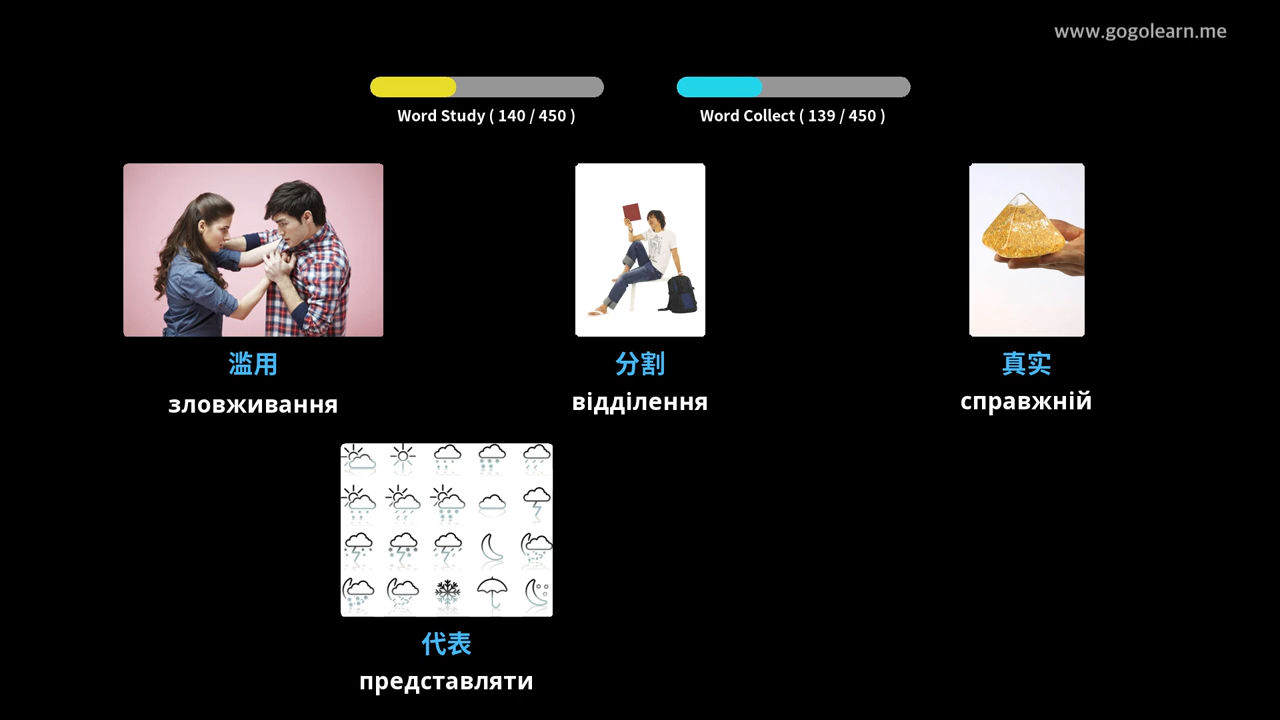 www.gogolearn.me
Word Study ( 140 / 450 )
Word Collect ( 139 / 450 )
滥用
зловживання
分割
відділення
真实
справжній
代表
представляти